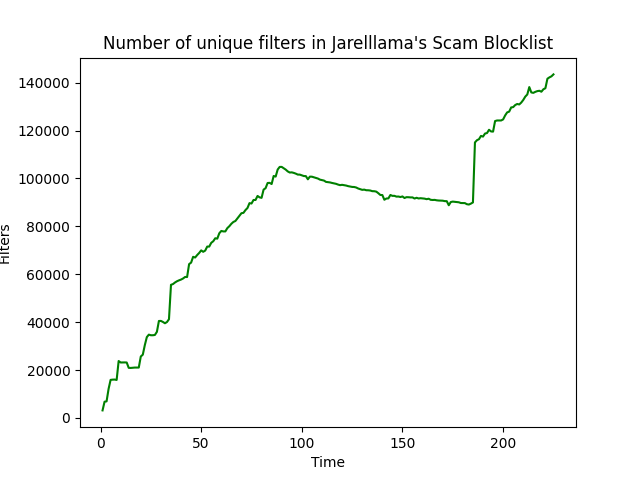 Number of unique filters in Jarelllama's Scam Blocklist
140000
120000
100000
80000
60000
40000
20000
0
Filters
0 50 100 150 200
Time